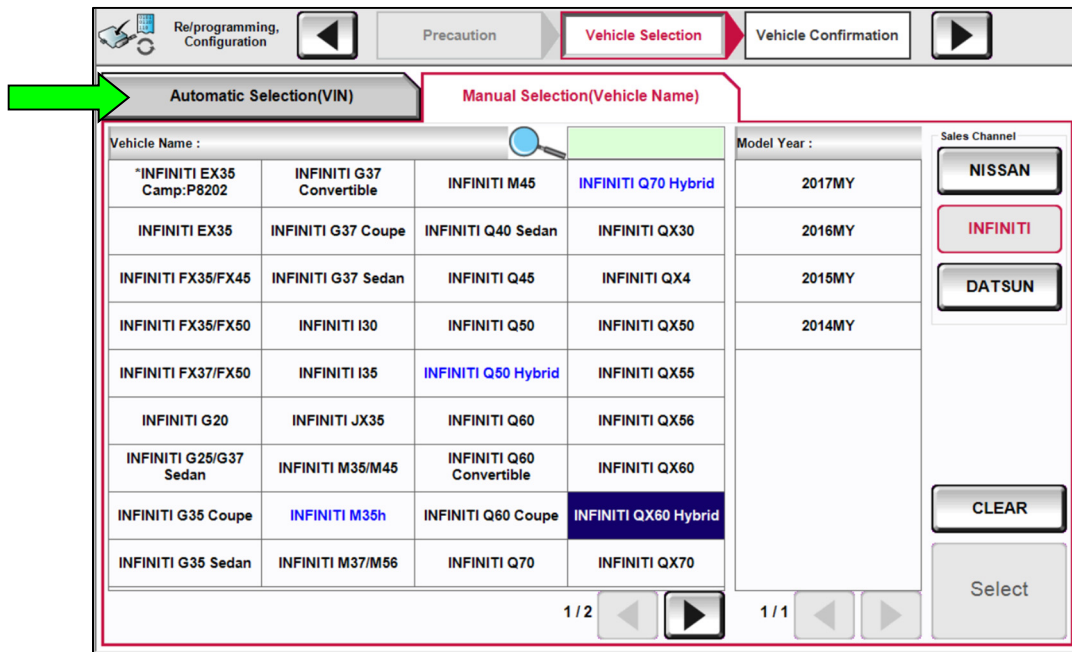 Re/programming,
Configuration
Precaution
Vehicle Selection
Vehicle Confirmation
Automatic Selection(VIN)
Manual Selection(Vehicle Name)
Vehicle Name :
Model Year :
Sales Channel
*INFINITI EX35
Camp:P8202
INFINITI G37
Convertible
INFINITI M45
INFINITI Q70 Hybrid
2017MY
NISSAN
INFINITI EX35
INFINITI G37 Coupe
INFINITI Q40 Sedan
INFINITI QX30
2016MY
INFINITI
INFINITI FX35/FX45
INFINITI G37 Sedan
INFINITI Q45
INFINITI QX4
2015MY
DATSUN
INFINITI FX35/FX50
INFINITI I30
INFINITI Q50
INFINITI QX50
2014MY
INFINITI FX37/FX50
INFINITI I35
INFINITI Q50 Hybrid
INFINITI QX55
INFINITI G20
INFINITI JX35
INFINITI Q60
INFINITI QX56
INFINITI G25/G37
Sedan
INFINITI M35/M45
INFINITI Q60
Convertible
INFINITI QX60
INFINITI G35 Coupe
INFINITI M35h
INFINITI Q60 Coupe
INFINITI QX60 Hybrid
CLEAR
INFINITI G35 Sedan
INFINITI M37/M56
INFINITI Q70
INFINITI QX70
Select
1/2
1/1